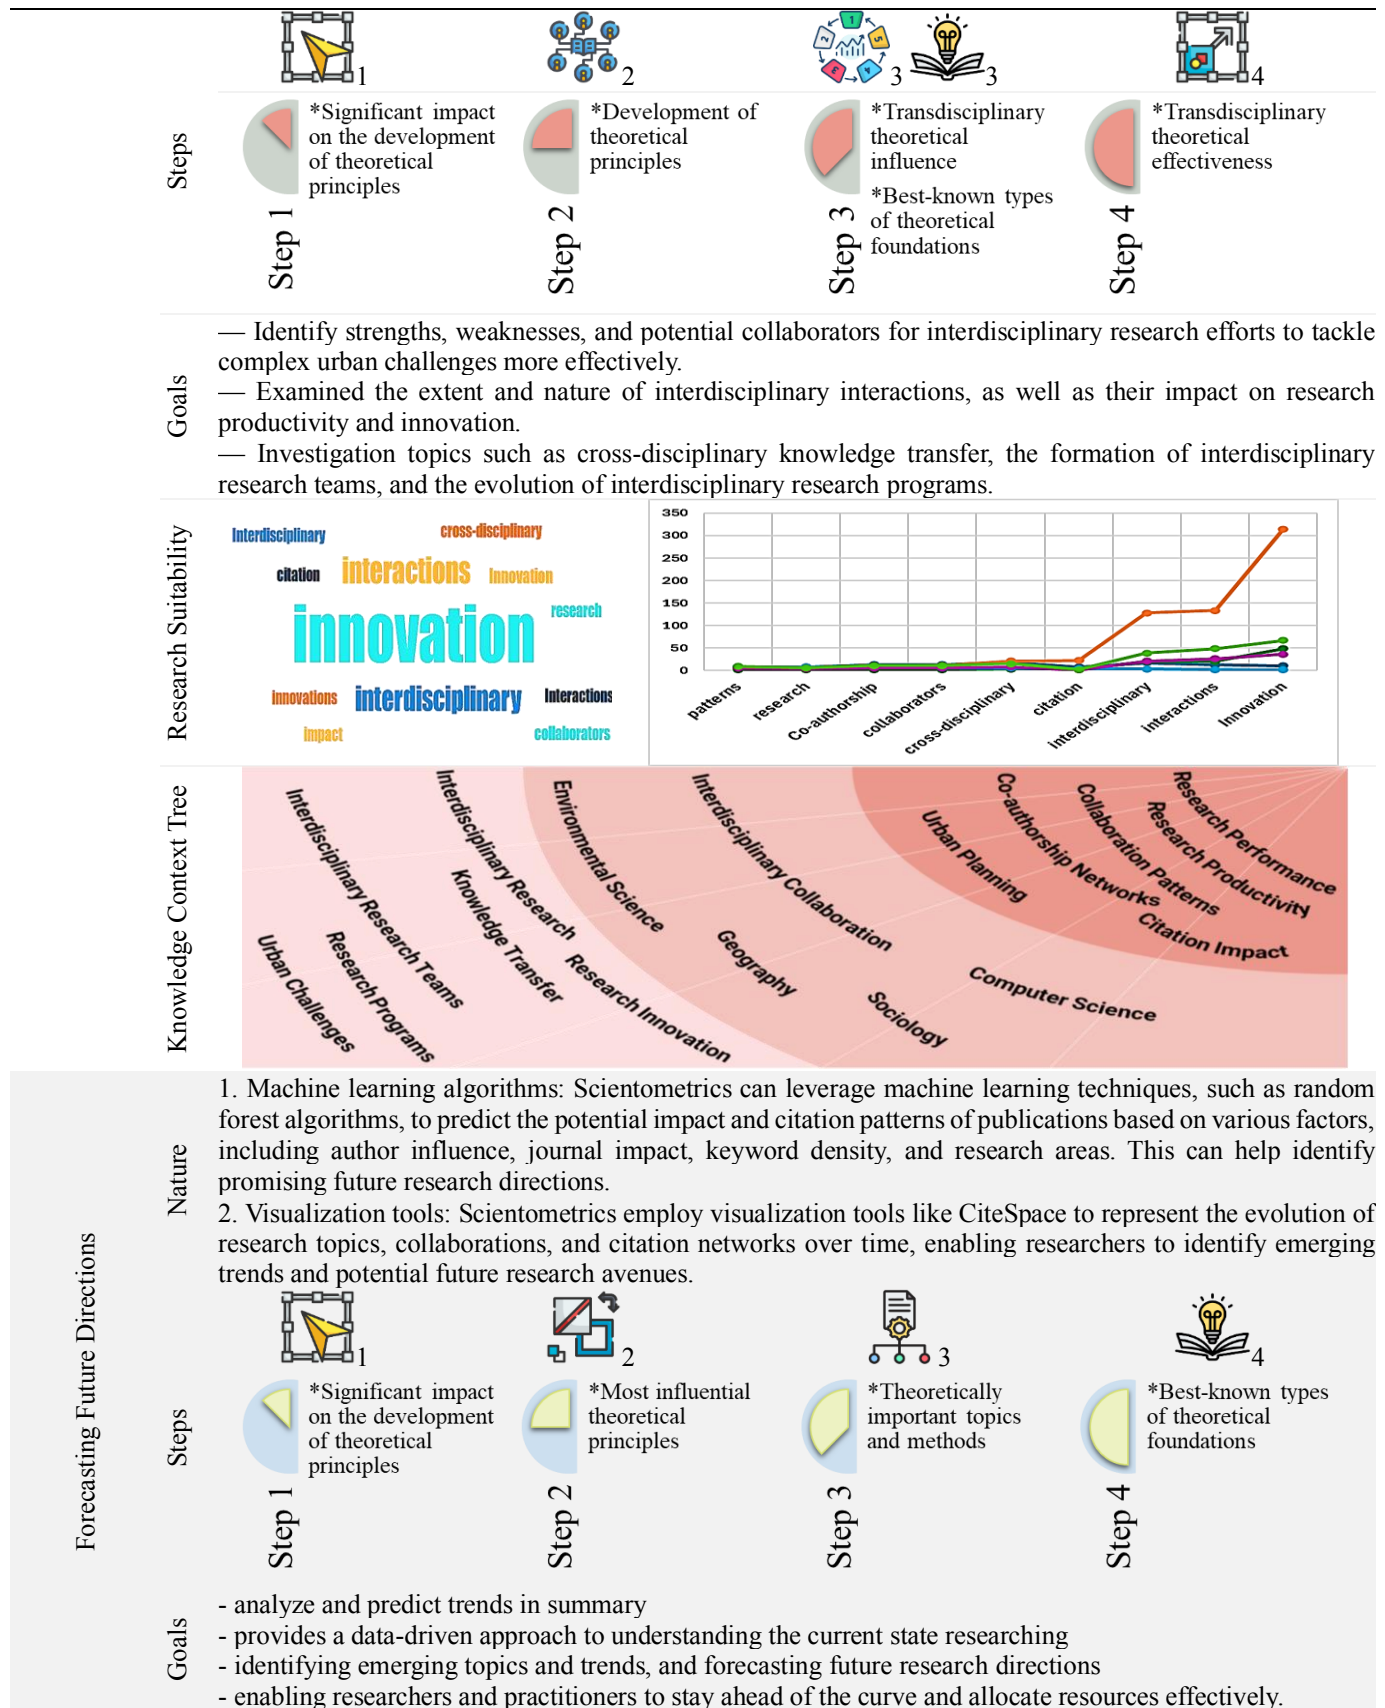 1
2
3
3
4
Steps
*Significant impact
on the development
of theoretical
principles
Step 1
*Development of
theoretical
principles
Step 2
*Transdisciplinary
theoretical
influence
*Best-known types
of theoretical
foundations
Step 3
*Transdisciplinary
theoretical
effectiveness
Step 4
Goals
— Identify strengths, weaknesses, and potential collaborators for interdisciplinary research efforts to tackle
complex urban challenges more effectively.
— Examined the extent and nature of interdisciplinary interactions, as well as their impact on research
productivity and innovation.
— Investigation topics such as cross-disciplinary knowledge transfer, the formation of interdisciplinary
research teams, and the evolution of interdisciplinary research programs.
Research Suitability
Interdisciplinary
cross-disciplinary
citation
interactions
Innovation
innovation
research
innovations
interdisciplinary
Interactions
impact
collaborators
350
300
250
200
150
100
50
0
patterns
research
Co-authorship
collaborators
cross-disciplinary
citation
interdisciplinary
interactions
Innovation
Knowledge Context Tree
Interdisciplinary Research Teams
Interdisciplinary Research
Environmental Science
Interdisciplinary Collaboration
Urban Planning
Co-authorship Networks
Collaboration Patterns
Research Productivity
Research Performance
Citation Impact
Urban Challenges
Research Programs
Knowledge Transfer
Research Innovation
Geography
Sociology
Computer Science
Forecasting Future Directions
Nature
1. Machine learning algorithms: Scientometrics can leverage machine learning techniques, such as random
forest algorithms, to predict the potential impact and citation patterns of publications based on various factors,
including author influence, journal impact, keyword density, and research areas. This can help identify
promising future research directions.
2. Visualization tools: Scientometrics employ visualization tools like CiteSpace to represent the evolution of
research topics, collaborations, and citation networks over time, enabling researchers to identify emerging
trends and potential future research avenues.
1
2
3
4
Steps
*Significant impact
on the development
of theoretical
principles
Step 1
*Most influential
theoretical
principles
Step 2
*Theoretically
important topics
and methods
Step 3
*Best-known types
of theoretical
foundations
Step 4
Goals
- analyze and predict trends in summary
- provides a data-driven approach to understanding the current state researching
- identifying emerging topics and trends, and forecasting future research directions
- enabling researchers and practitioners to stay ahead of the curve and allocate resources effectively.